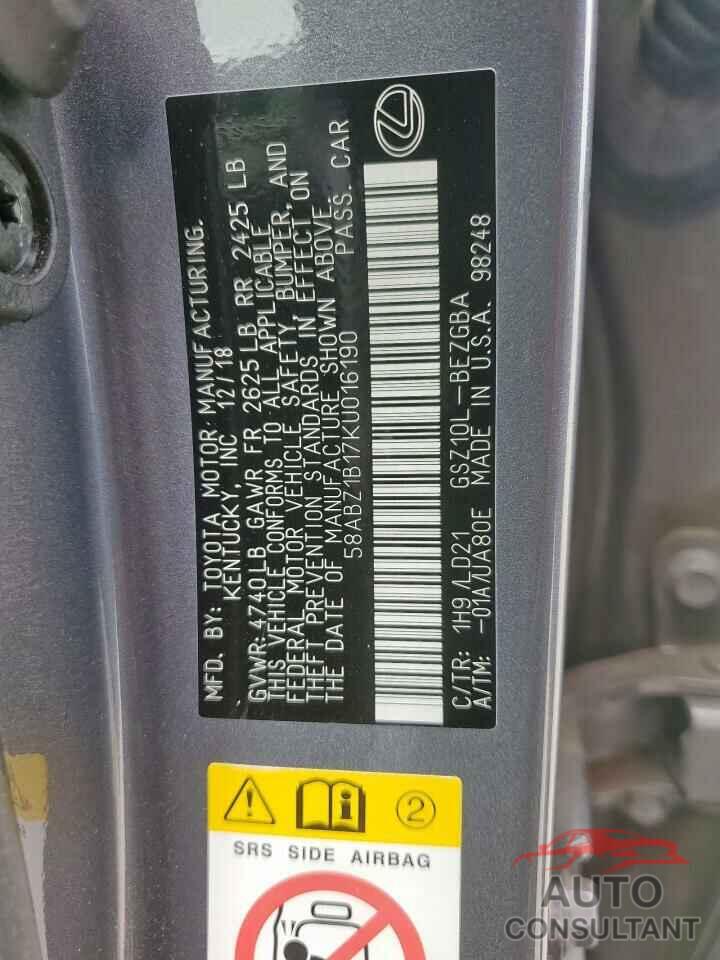 MFD. BY: TOYOTA MOTOR MANUFACTURING.
KENTUCKY, INC 12/18
GVWR: 4740LB GAWR FR 2625LB RR 2425 LB
THIS VEHICLE CONFORMS TO ALL APPLICABLE
FEDERAL MOTOR VEHICLE SAFETY, BUMPER, AND
THEFT PREVENTION STANDARDS IN EFFECT ON
THE DATE OF MANUFACTURE SHOWN ABOVE.
58ABZ1B17KU016190 PASS. CAR
C/TR: 1H9/LD21 GSZ10L-BEZGBA
A/TM: -01A/UA80E MADE IN U.S.A. 98248
2
SRS SIDE AIRBAG
AUTO
CONSULTANT